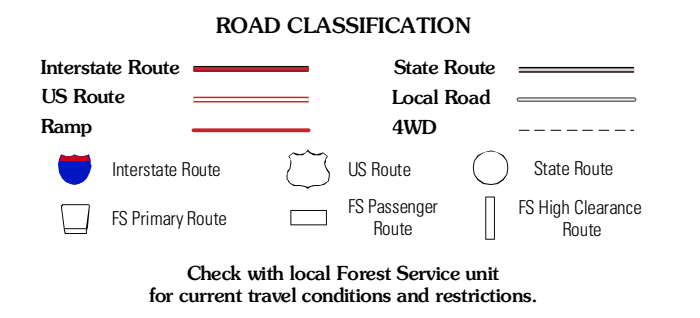 ROAD CLASSIFICATION
Interstate Route
State Route
US Route
Local Road
Ramp
4WD
Interstate Route
US Route
State Route
FS Primary Route
FS Passenger
Route
FS High Clearance
Route
Check with local Forest Service unit
for current travel conditions and restrictions.